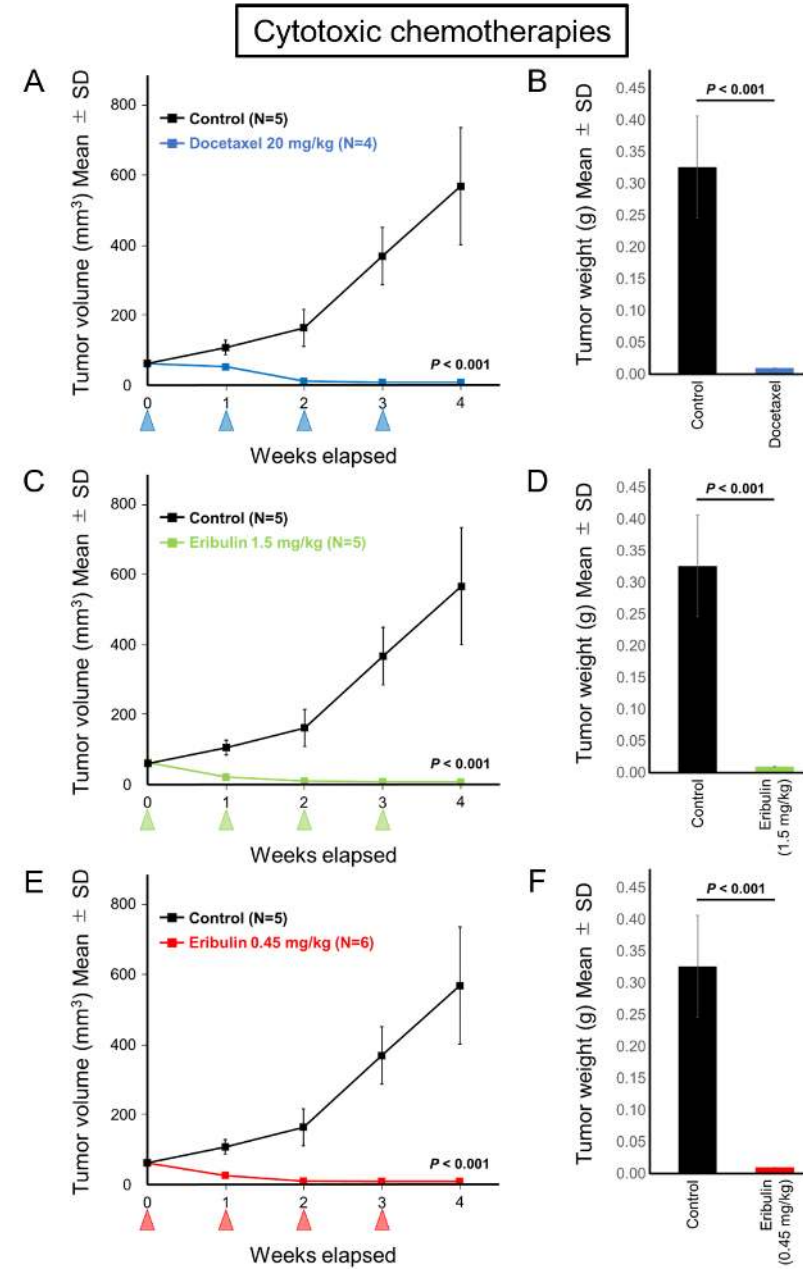 Cytotoxic chemotherapies
A
Tumor volume (mm³) Mean ± SD
800
600
400
200
0
Control (N=5)
Docetaxel 20 mg/kg (N=4)
P < 0.001
0 1 2 3 4
Weeks elapsed
B
Tumor weight (g) Mean ± SD
0.45
0.40
0.35
0.30
0.25
0.20
0.15
0.10
0.05
0.00
P < 0.001
Control
Docetaxel
C
Tumor volume (mm³) Mean ± SD
800
600
400
200
0
Control (N=5)
Eribulin 1.5 mg/kg (N=5)
P < 0.001
0 1 2 3 4
Weeks elapsed
D
Tumor weight (g) Mean ± SD
0.45
0.40
0.35
0.30
0.25
0.20
0.15
0.10
0.05
0.00
P < 0.001
Control
Eribulin
(1.5 mg/kg)
E
Tumor volume (mm³) Mean ± SD
800
600
400
200
0
Control (N=5)
Eribulin 0.45 mg/kg (N=6)
P < 0.001
0 1 2 3 4
Weeks elapsed
F
Tumor weight (g) Mean ± SD
0.45
0.40
0.35
0.30
0.25
0.20
0.15
0.10
0.05
0.00
P < 0.001
Control
Eribulin
(0.45 mg/kg)